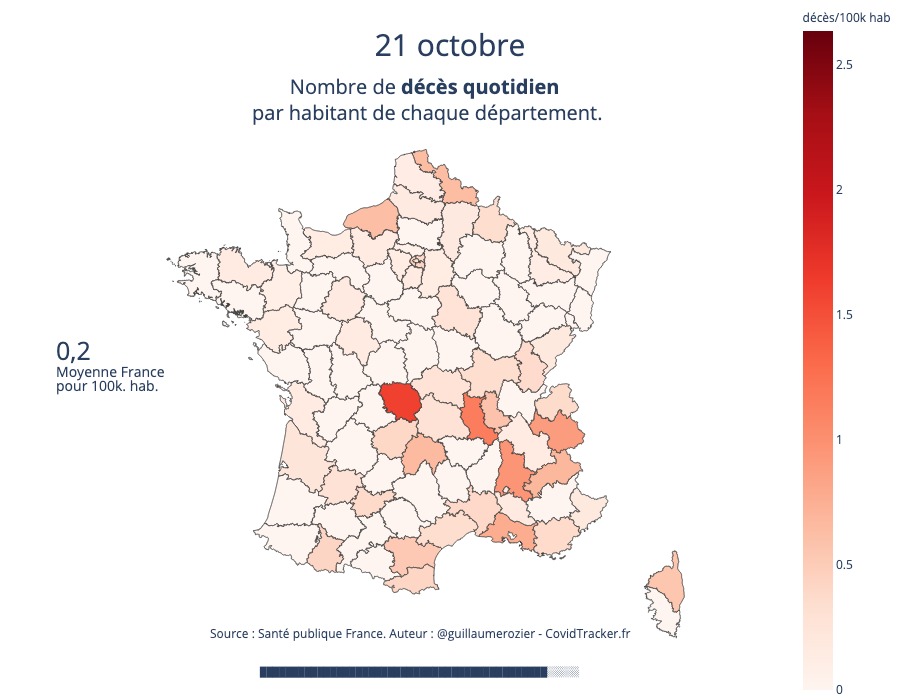 décès/100k hab
21 octobre
Nombre de décès quotidien
par habitant de chaque département.
2.5
2
1.5
1
0.5
0
0,2
Moyenne France
pour 100k. hab.
Source : Santé publique France. Auteur : @guillaumerozier - CovidTracker.fr